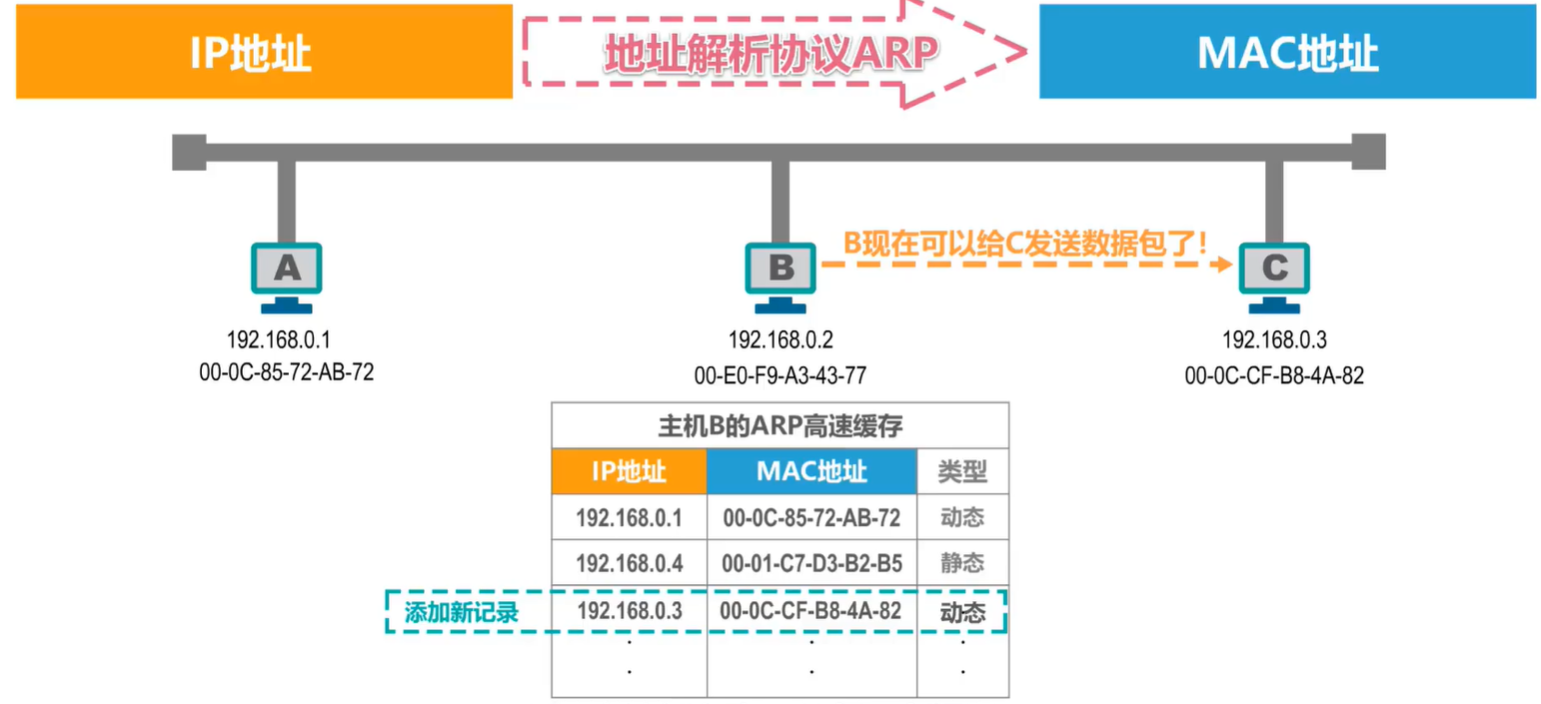 IP地址
地址解析协议ARP
MAC地址
B现在可以给C发送数据包了!
A
B
C
192.168.0.1
00-0C-85-72-AB-72
192.168.0.2
00-E0-F9-A3-43-77
192.168.0.3
00-0C-CF-B8-4A-82
主机B的ARP高速缓存
IP地址 MAC地址 类型
192.168.0.1 00-0C-85-72-AB-72 动态
192.168.0.4 00-01-C7-D3-B2-B5 静态
添加新记录 192.168.0.3 00-0C-CF-B8-4A-82 动态
. . .
. . .